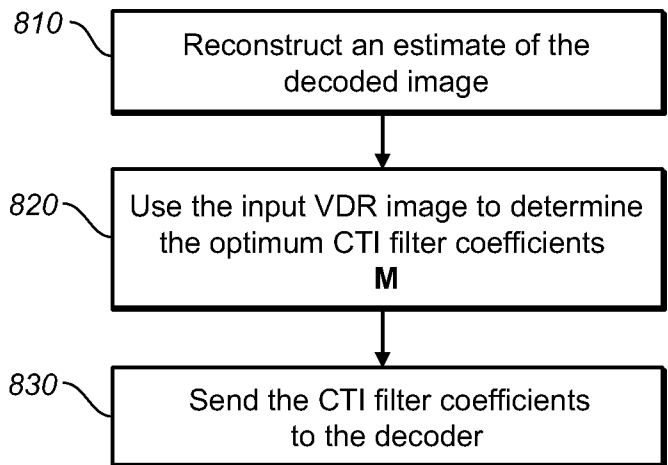 810
Reconstruct an estimate of the
decoded image
820
Use the input VDR image to determine
the optimum CTI filter coefficients
M
830
Send the CTI filter coefficients
to the decoder